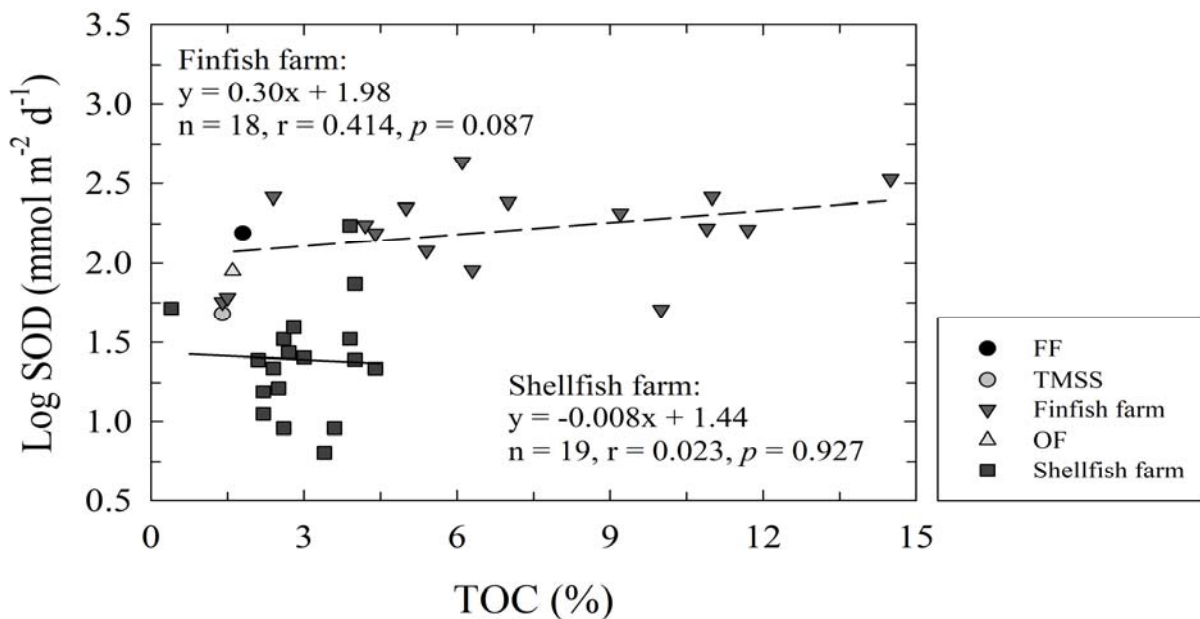 3.5
3.0
2.5
2.0
1.5
1.0
0.5
Log SOD (mmol m⁻² d⁻¹)
Finfish farm:
y = 0.30x + 1.98
n = 18, r = 0.414, p = 0.087
Shellfish farm:
y = -0.008x + 1.44
n = 19, r = 0.023, p = 0.927
0 3 6 9 12 15
TOC (%)
FF
TMSS
Finfish farm
OF
Shellfish farm